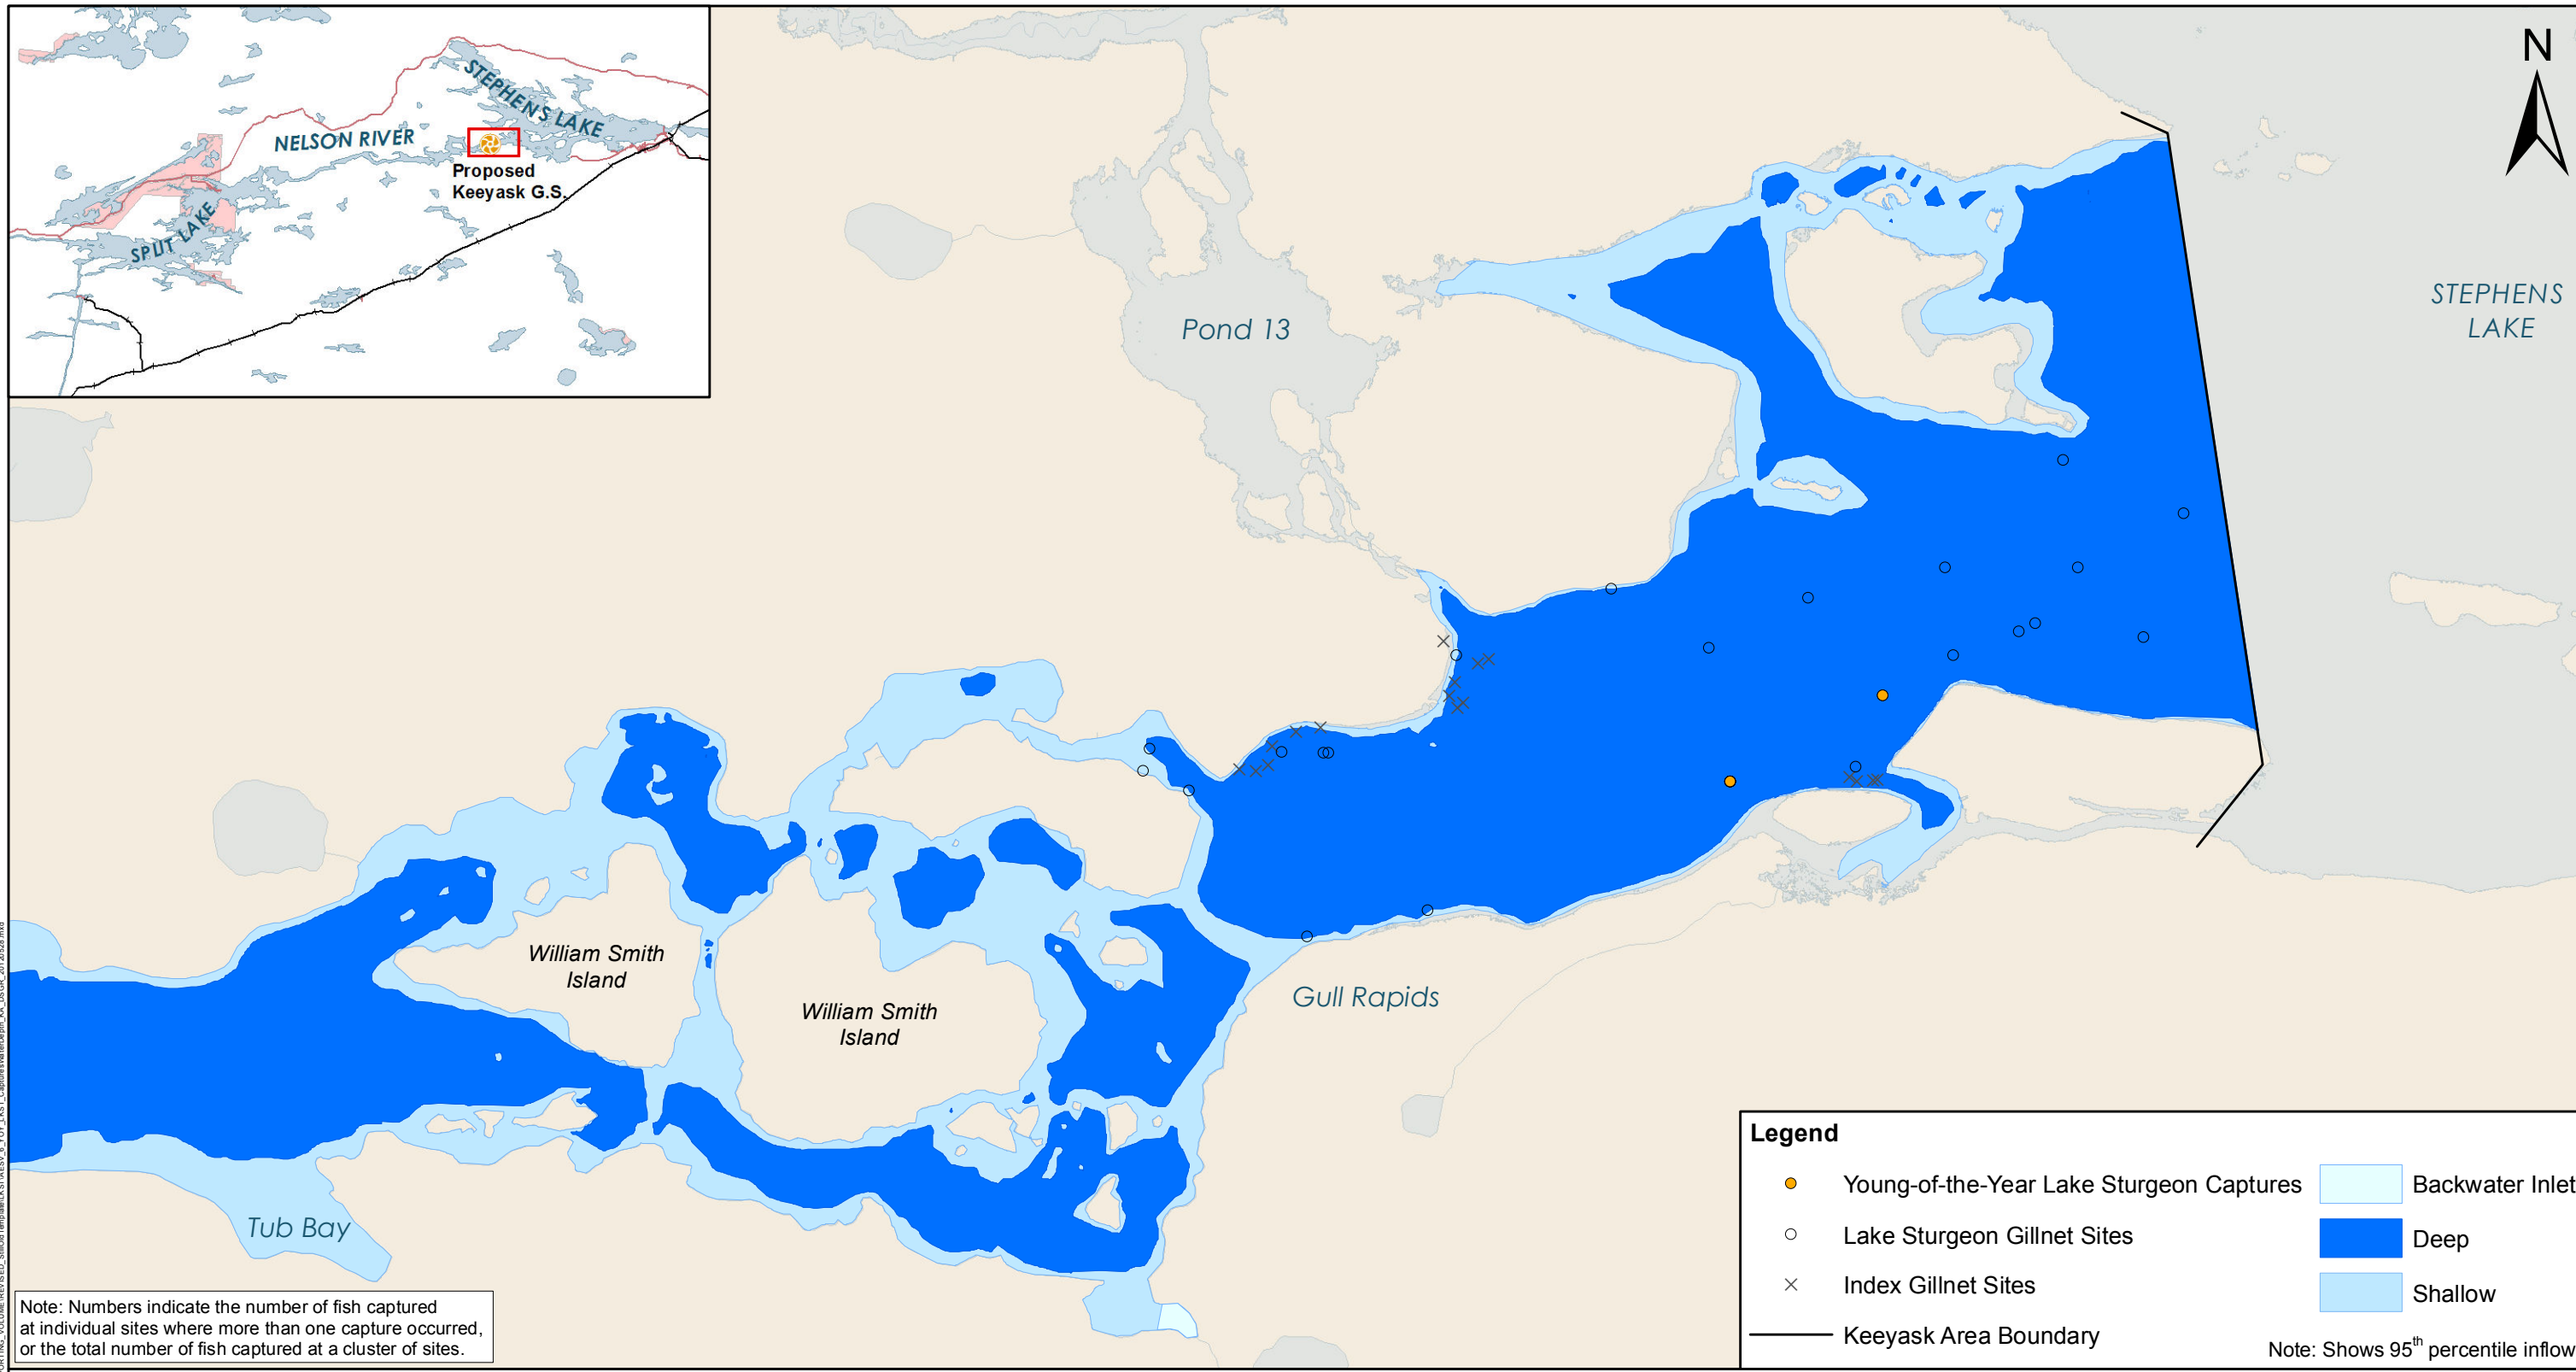 STEPHENS LAKE
NELSON RIVER
Proposed
Keeyask G.S.
SPLIT LAKE
N
STEPHENS
LAKE
Pond 13
William Smith
Island
William Smith
Island
Gull Rapids
Tub Bay
Note: Numbers indicate the number of fish captured
at individual sites where more than one capture occurred,
or the total number of fish captured at a cluster of sites.
Legend
Young-of-the-Year Lake Sturgeon Captures
Lake Sturgeon Gillnet Sites
Index Gillnet Sites
Keeyask Area Boundary
Backwater Inlet
Deep
Shallow
Note: Shows 95th percentile inflow